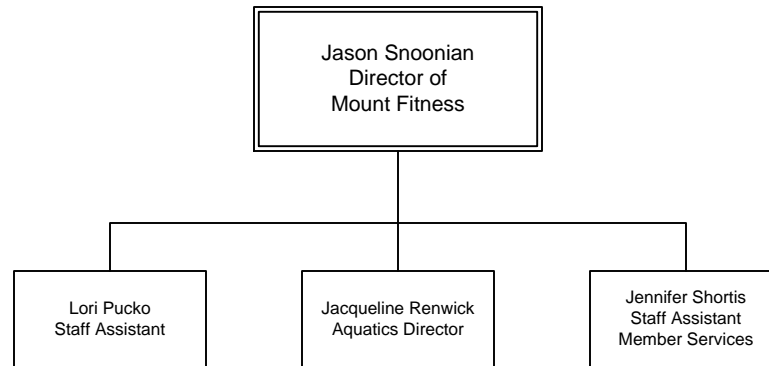 Jason Snoonian
Director of
Mount Fitness
Lori Pucko
Staff Assistant
Jacqueline Renwick
Aquatics Director
Jennifer Shortis
Staff Assistant
Member Services